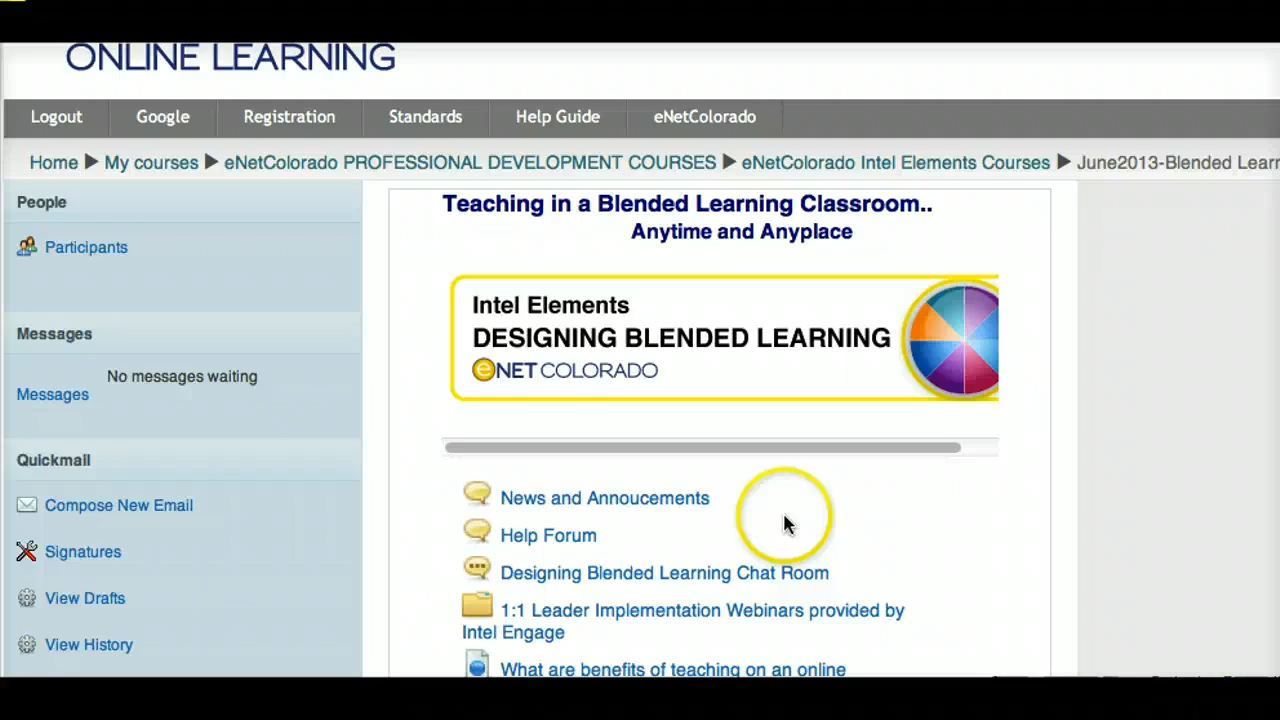 ONLINE LEARNING
Logout Google Registration Standards Help Guide eNetColorado
Home ▶ My courses ▶ eNetColorado PROFESSIONAL DEVELOPMENT COURSES ▶ eNetColorado Intel Elements Courses ▶ June2013-Blended Learn
People
Participants
Messages
No messages waiting
Messages
Quickmail
Compose New Email
Signatures
View Drafts
View History
Teaching in a Blended Learning Classroom..
Anytime and Anyplace
Intel Elements
DESIGNING BLENDED LEARNING
eNETCOLORADO
News and Annoucements
Help Forum
Designing Blended Learning Chat Room
1:1 Leader Implementation Webinars provided by
Intel Engage
What are benefits of teaching on an online